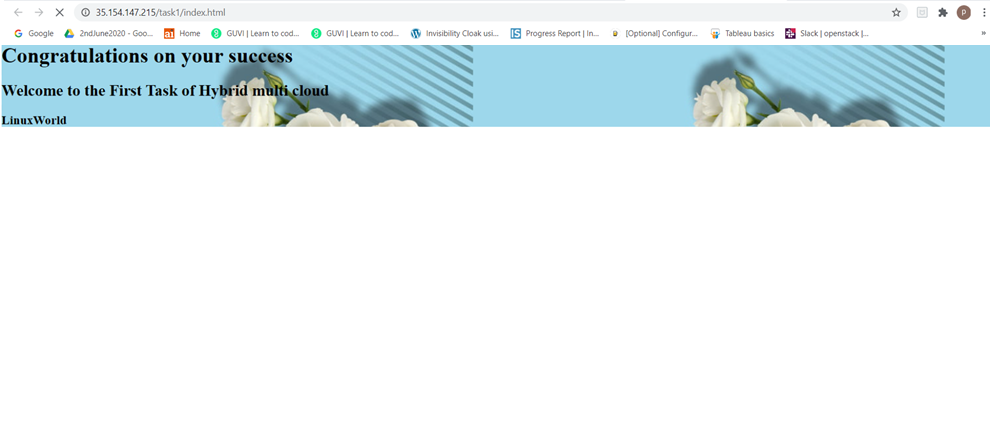 35.154.147.215/task1/index.html
P
Google 2ndJune2020 - Goo... Home GUVI | Learn to cod... GUVI | Learn to cod... Invisibility Cloak usi... Progress Report | In... [Optional] Configur... Tableau basics Slack | openstack |... »
Congratulations on your success
Welcome to the First Task of Hybrid multi cloud
LinuxWorld